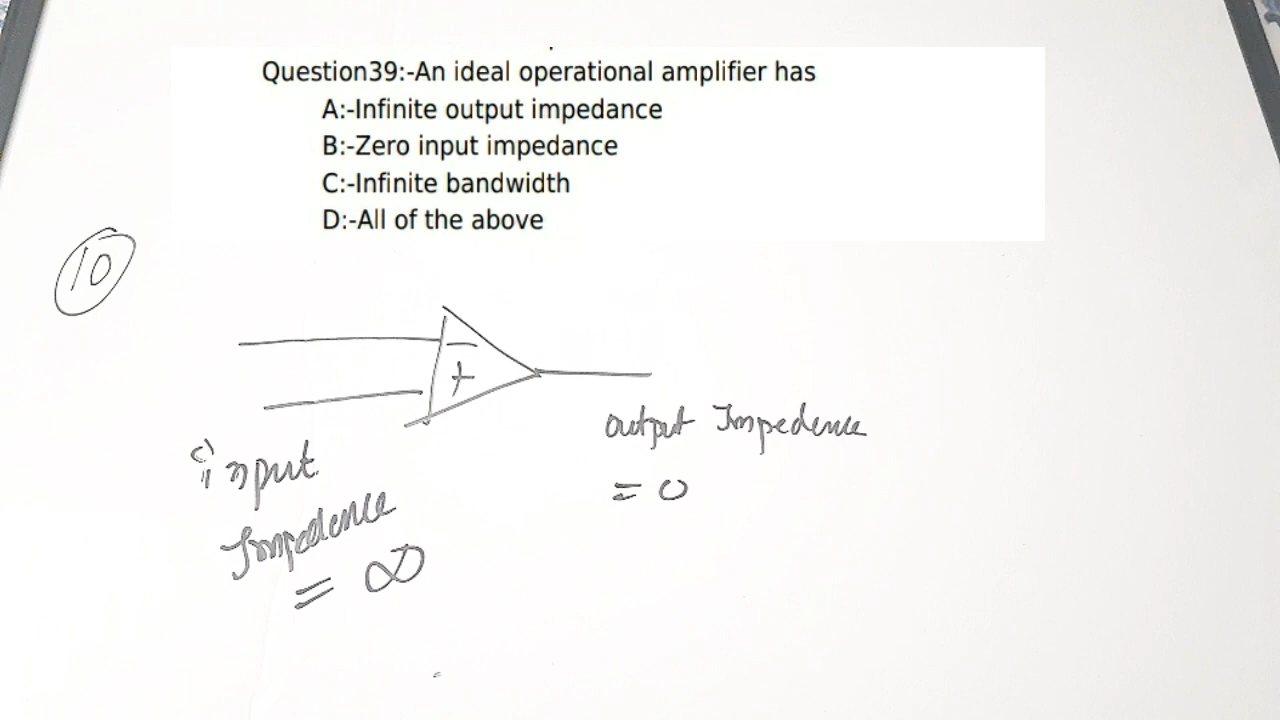 Question39:-An ideal operational amplifier has
A:-Infinite output impedance
B:-Zero input impedance
C:-Infinite bandwidth
D:-All of the above
10
−
+
input
Impedence
= ∞
output Impedence
= 0